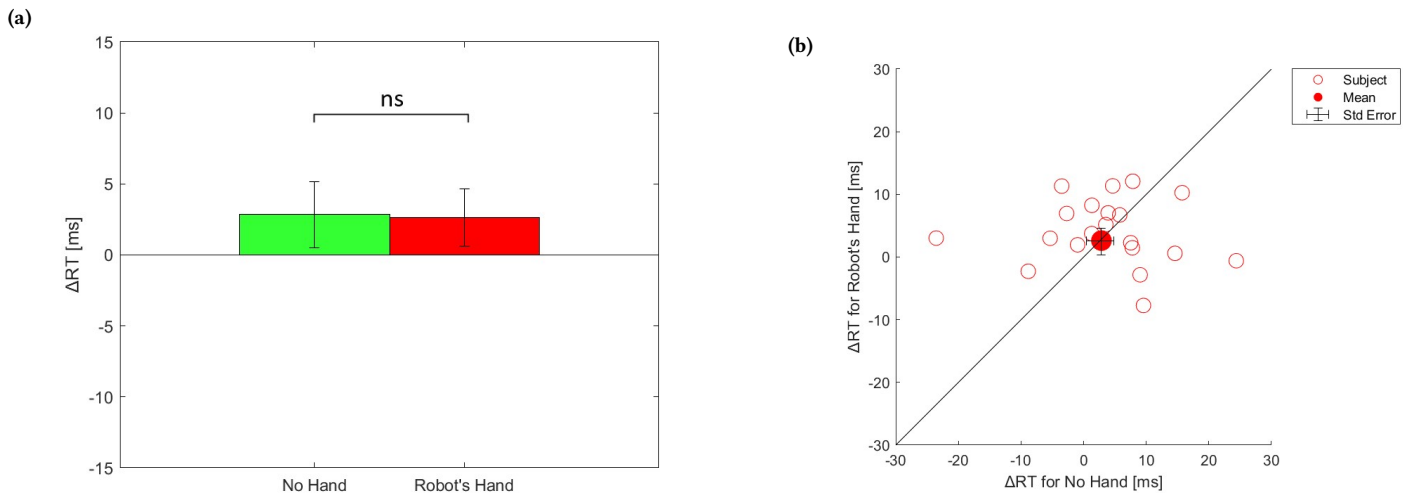 (a)
15
10
5
0
-5
-10
-15
ΔRT [ms]
ns
No Hand
Robot's Hand
(b)
30
20
10
0
-10
-20
-30
ΔRT for Robot's Hand [ms]
-30
-20
-10
0
10
20
30
ΔRT for No Hand [ms]
Subject
Mean
Std Error